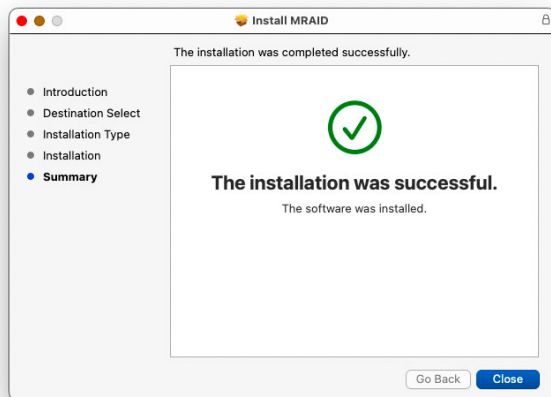 Install MRAID
The installation was completed successfully.
Introduction
Destination Select
Installation Type
Installation
Summary
The installation was successful.
The software was installed.
Go Back
Close